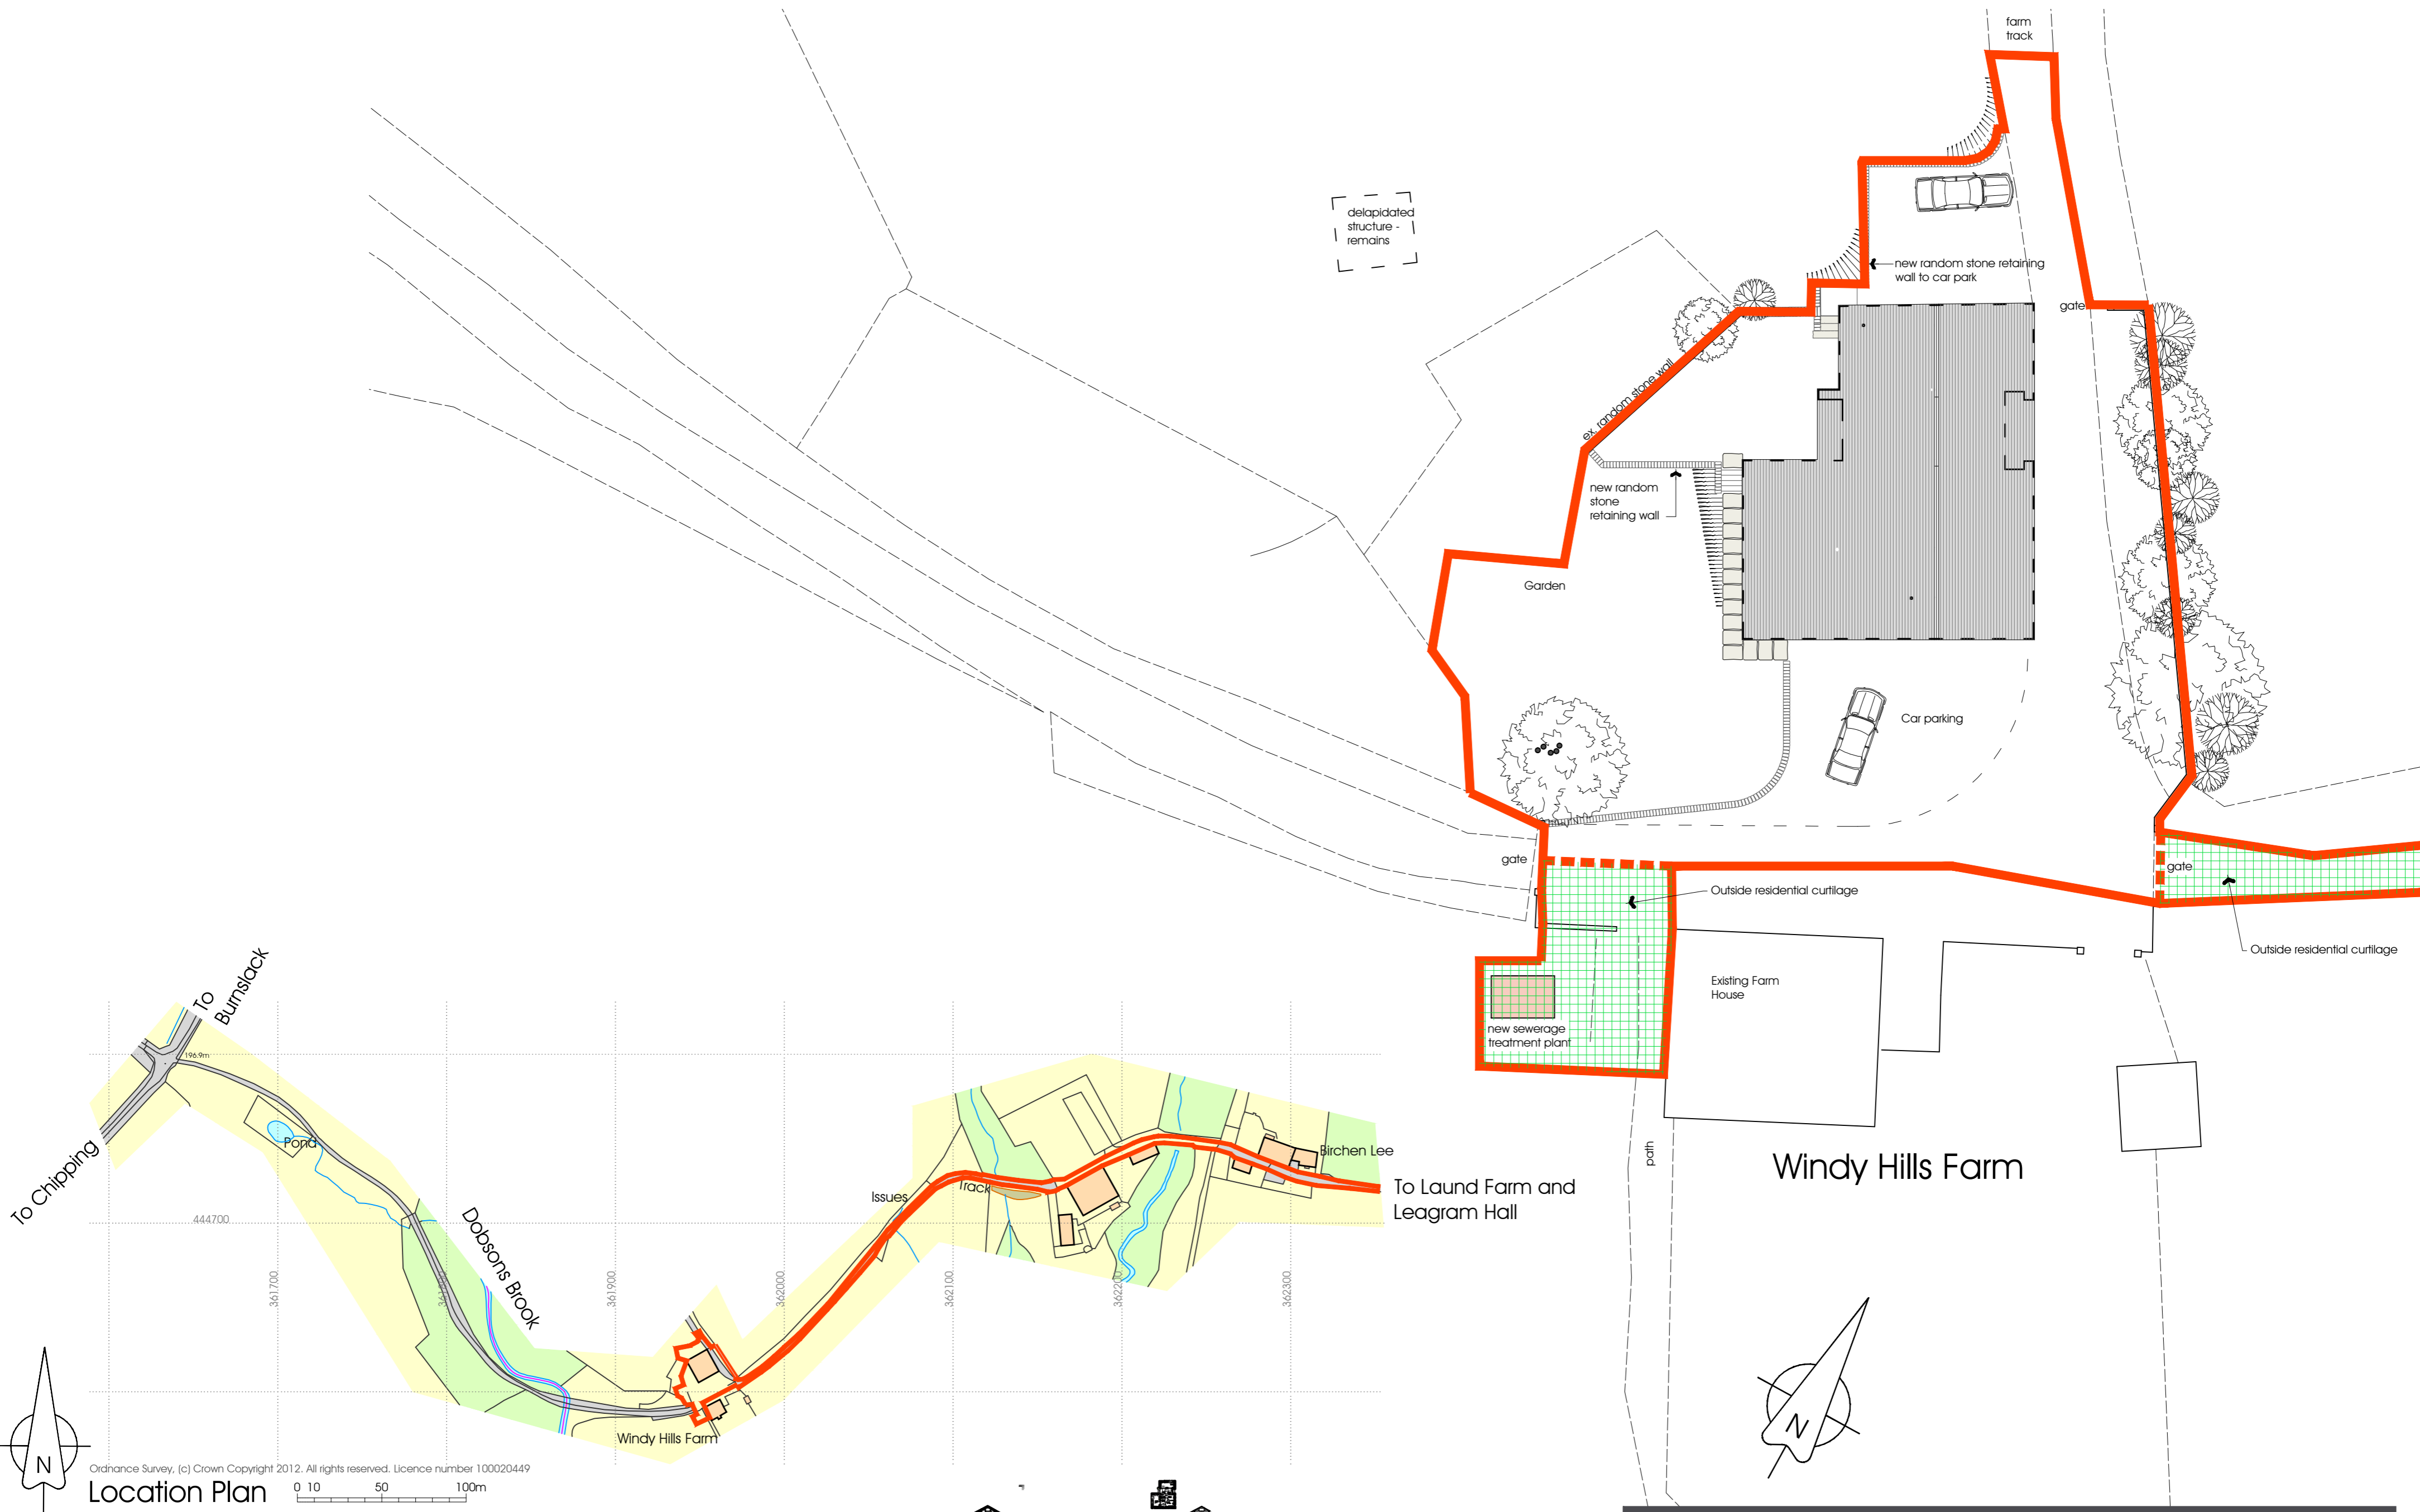 farm
track
delapidated
structure -
remains
new random stone retaining
wall to car park
gate
ex. random stone wall
new random
stone
retaining wall
Garden
Car parking
gate
gate
Outside residential curtilage
Outside residential curtilage
Existing Farm
House
new sewerage
treatment plant
path
Windy Hills Farm
To
Burnslack
196.9m
To Chipping
Pond
Dobsons Brook
Issues
Track
Birchen Lee
To Laund Farm and
Leagram Hall
444700
361700
361900
362000
362100
362200
362300
Windy Hills Farm
N
N
Ordnance Survey, (c) Crown Copyright 2012. All rights reserved. Licence number 100020449
Location Plan
0 10 50 100m